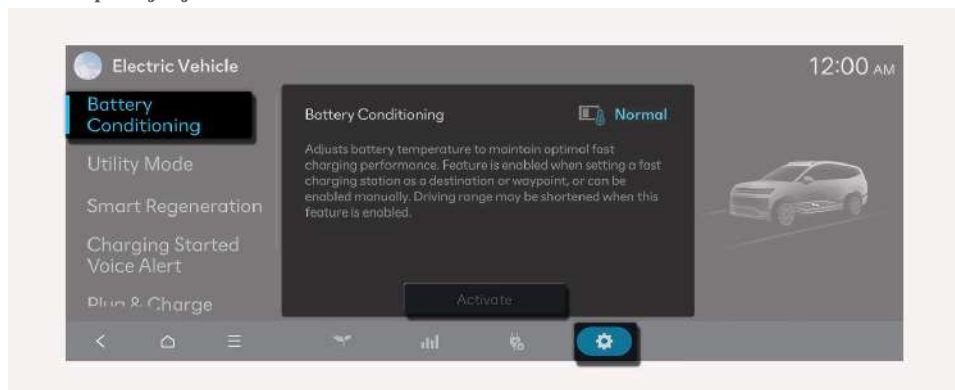 Electric Vehicle
12:00 AM
Battery
Conditioning
Utility Mode
Smart Regeneration
Charging Started
Voice Alert
Plug & Charge
Battery Conditioning
Normal
Adjusts battery temperature to maintain optimal fast
charging performance. Feature is enabled when setting a fast
charging station as a destination or waypoint, or can be
enabled manually. Driving range may be shortened when this
feature is enabled.
Activate